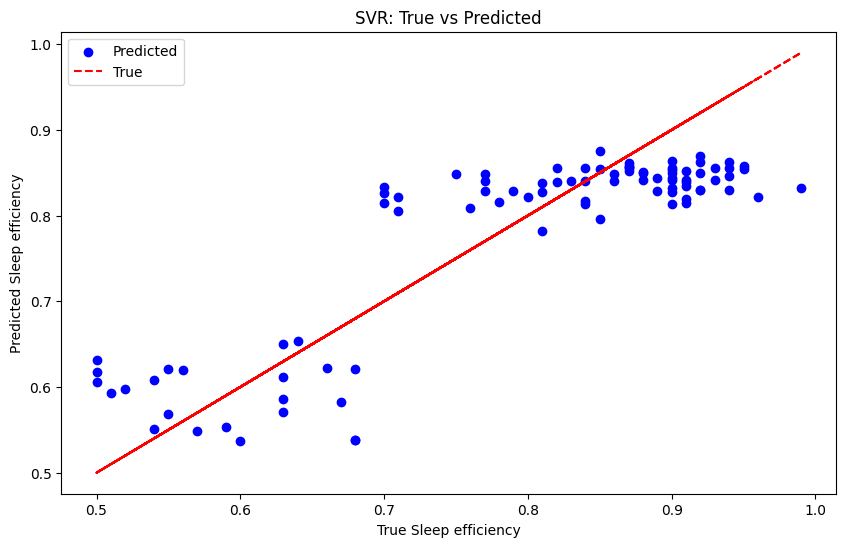 SVR: True vs Predicted
Predicted
True
Predicted Sleep efficiency
1.0
0.9
0.8
0.7
0.6
0.5
0.5
0.6
0.7
0.8
0.9
1.0
True Sleep efficiency